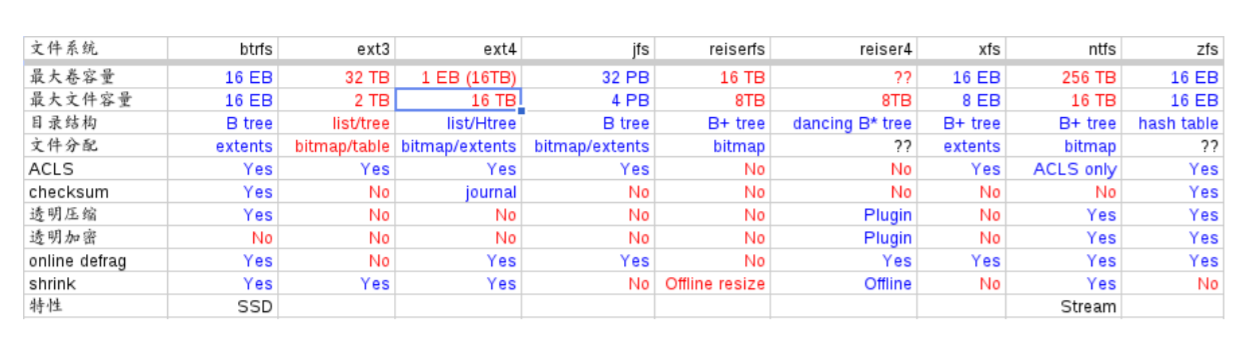 文件系统 btrfs ext3 ext4 jfs reiserfs reiser4 xfs ntfs zfs
最大卷容量 16 EB 32 TB 1 EB (16TB) 32 PB 16 TB ?? 16 EB 256 TB 16 EB
最大文件容量 16 EB 2 TB 16 TB 4 PB 8TB 8TB 8 EB 16 TB 16 EB
目录结构 B tree list/tree list/Htree B tree B+ tree dancing B* tree B+ tree B+ tree hash table
文件分配 extents bitmap/table bitmap/extents bitmap/extents bitmap ?? extents bitmap ??
ACLS Yes Yes Yes Yes No No Yes ACLS only Yes
checksum Yes No journal No No No No No Yes
透明压缩 Yes No No No No Plugin No Yes Yes
透明加密 No No No No No Plugin No Yes Yes
online defrag Yes No Yes Yes No Yes Yes Yes Yes
shrink Yes Yes Yes No Offline resize Offline No Yes No
特性 SSD Stream